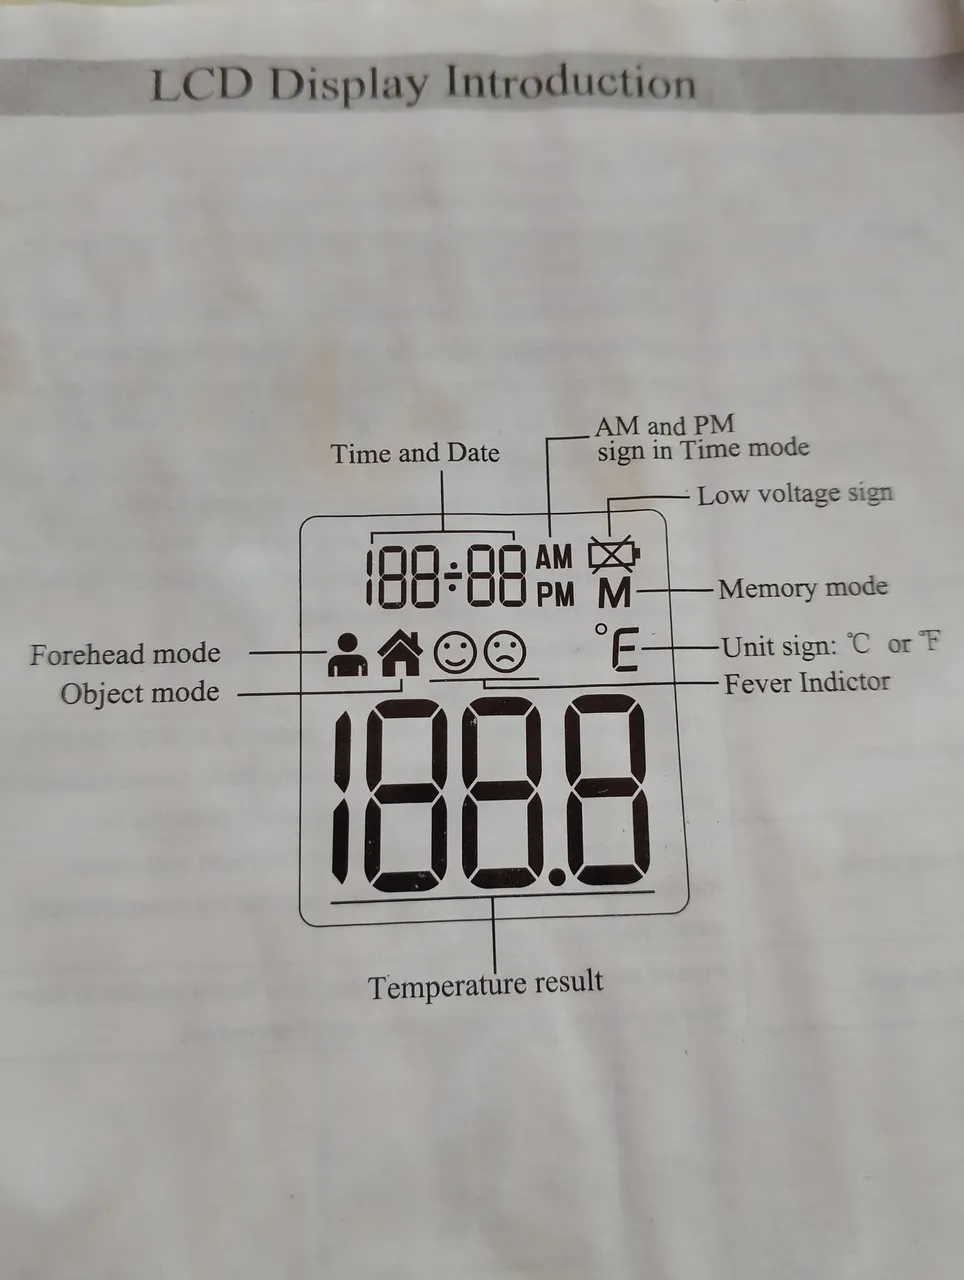 LCD Display Introduction
Time and Date
AM and PM
sign in Time mode
Low voltage sign
188:88 AM
PM M
Memory mode
Forehead mode
°E
Unit sign: ℃ or ℉
Object mode
Fever Indictor
188.8
Temperature result